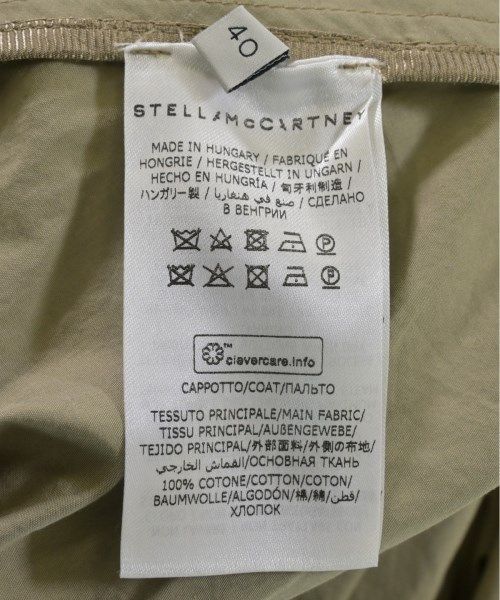 40
STELLA McCARTNEY
MADE IN HUNGARY / FABRIQUE EN
HONGRIE / HERGESTELLT IN UNGARN /
HECHO EN HUNGRÍA / 匈牙利制造 /
ハンガリー製 / صنع في هنغاريا / СДЕЛАНО
В ВЕНГРИИ
P
P
™
clevercare.info
CAPPOTTO/COAT/ПАЛЬТО
TESSUTO PRINCIPALE/MAIN FABRIC/
TISSU PRINCIPAL/AUßENGEWEBE/
TEJIDO PRINCIPAL/外部面料/外側の布地/
القماش الخارجي/ОСНОВНАЯ ТКАНЬ
100% COTONE/COTTON/COTON/
BAUMWOLLE/ALGODÓN/棉/綿/قطن/
ХЛОПОК